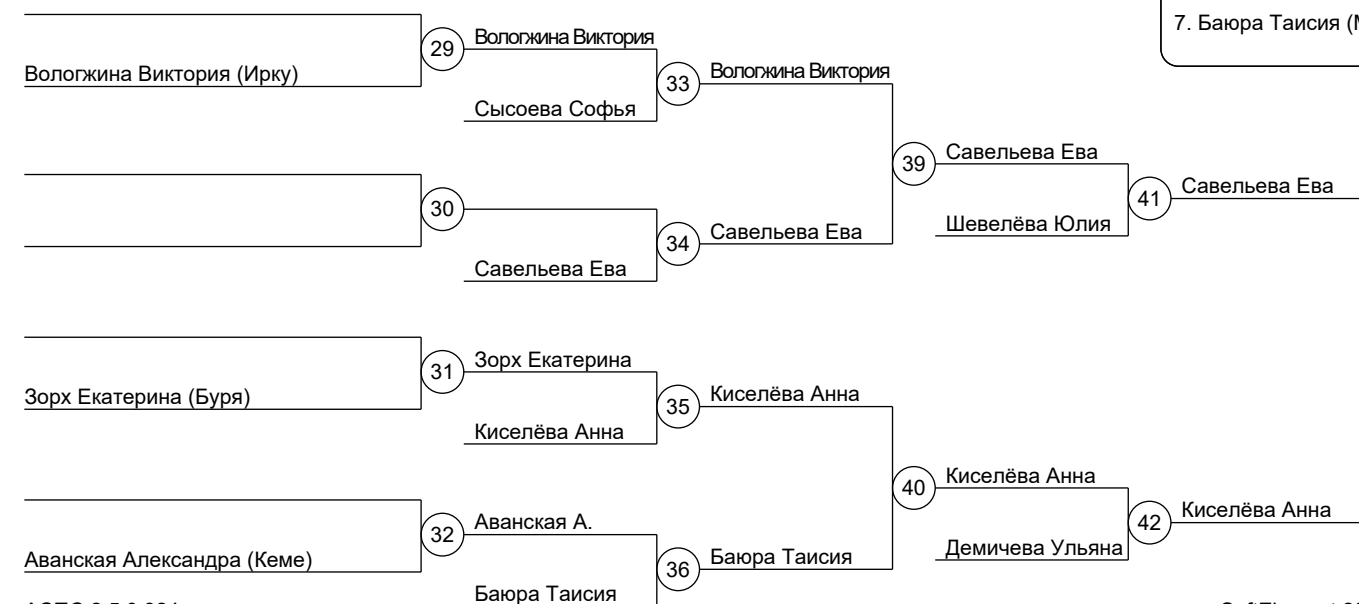 7. Баюра Таисия (
29
Вологжина Виктория
Вологжина Виктория (Ирку)
33
Вологжина Виктория
Сысоева Софья
39
Савельева Ева
41
Савельева Ева
30
Шевелёва Юлия
34
Савельева Ева
Савельева Ева
31
Зорх Екатерина
Зорх Екатерина (Буря)
35
Киселёва Анна
Киселёва Анна
40
Киселёва Анна
42
Киселёва Анна
32
Аванская А.
Демичева Ульяна
Аванская Александра (Кеме)
36
Баюра Таисия
Баюра Таисия